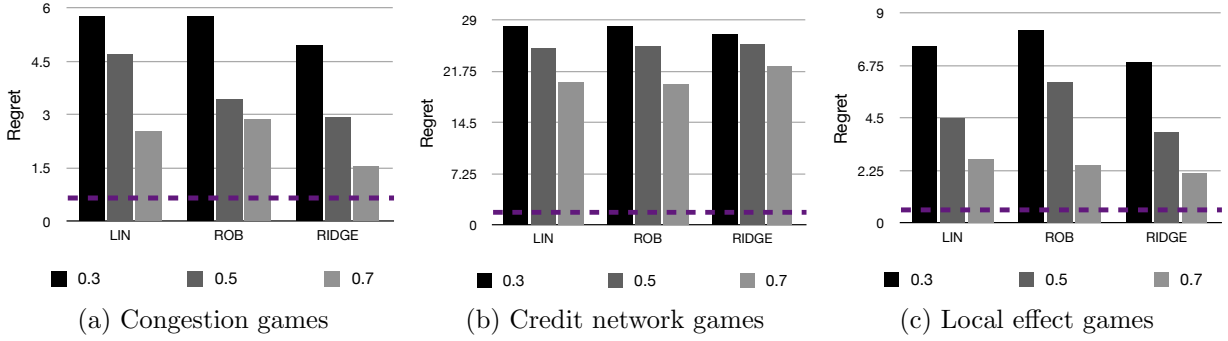 Regret
6
4.5
3
1.5
0
LIN ROB RIDGE
0.3 0.5 0.7
(a) Congestion games
Regret
29
21.75
14.5
7.25
0
LIN ROB RIDGE
0.3 0.5 0.7
(b) Credit network games
Regret
9
6.75
4.5
2.25
0
LIN ROB RIDGE
0.3 0.5 0.7
(c) Local effect games